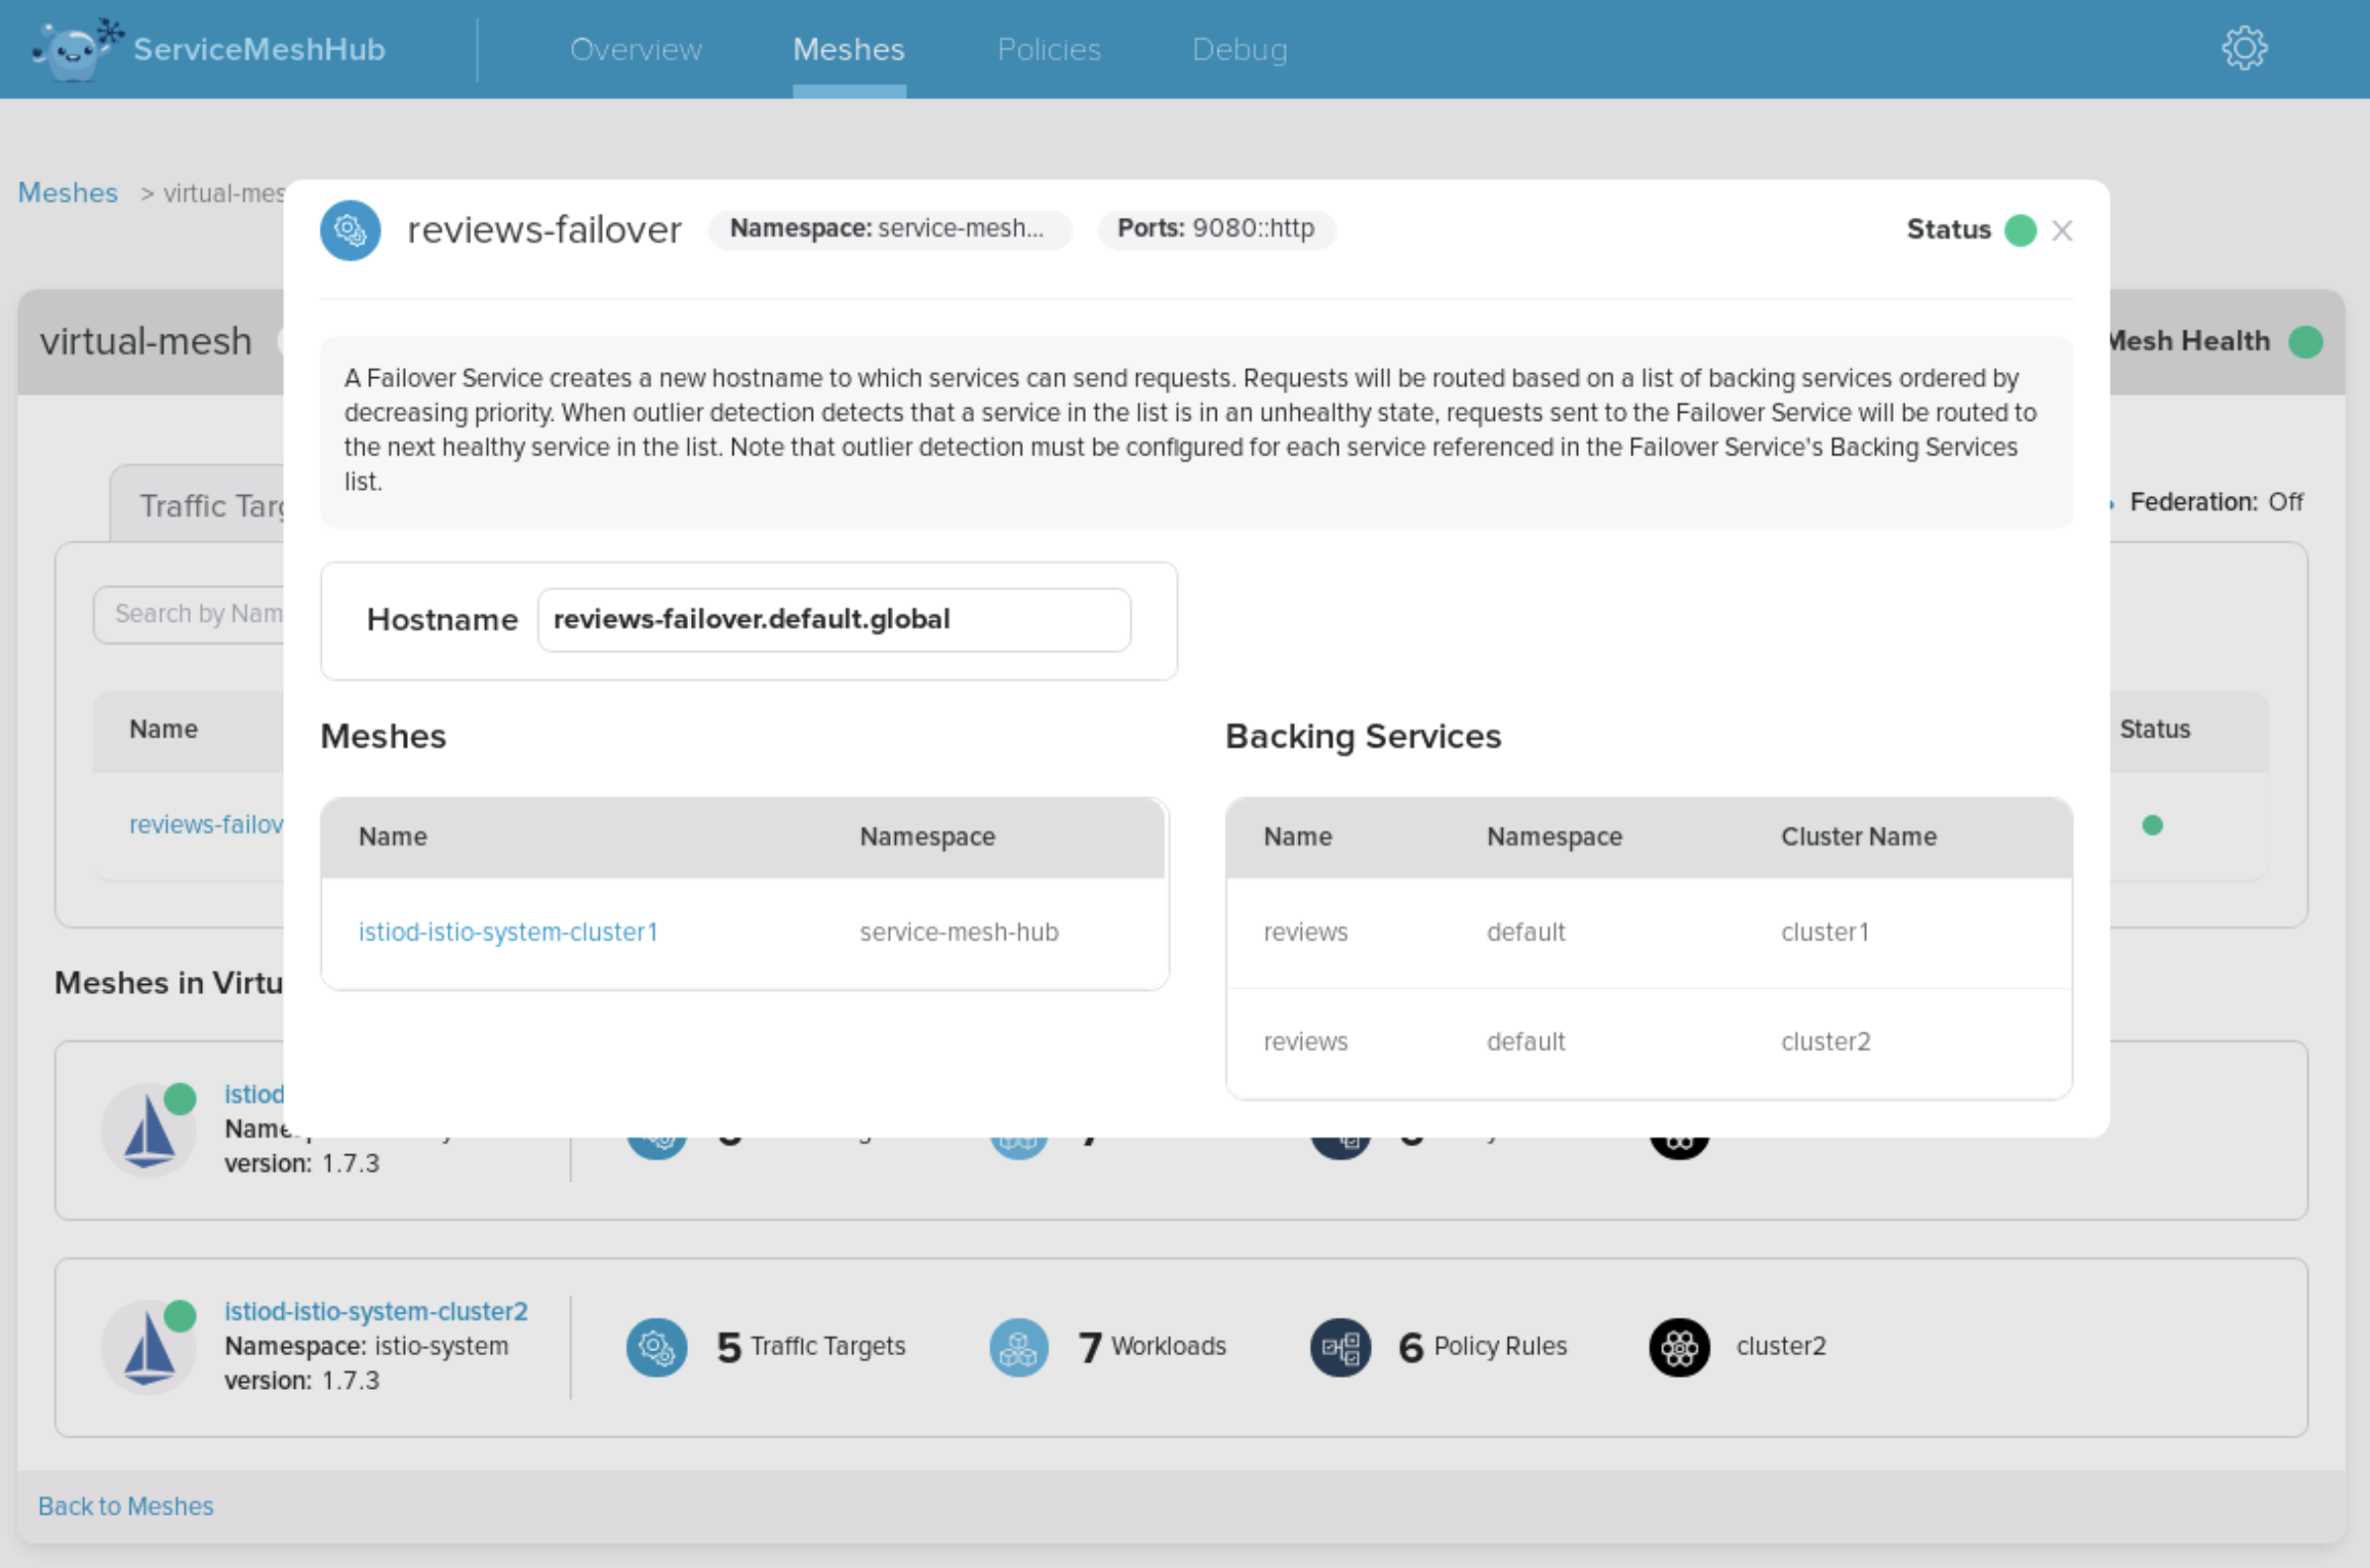 ServiceMeshHub
Overview
Meshes
Policies
Debug
Meshes > virtual-mes
reviews-failover
Namespace: service-mesh...
Ports: 9080::http
Status
virtual-mesh
Mesh Health
A Failover Service creates a new hostname to which services can send requests. Requests will be routed based on a list of backing services ordered by
decreasing priority. When outlier detection detects that a service in the list is in an unhealthy state, requests sent to the Failover Service will be routed to
the next healthy service in the list. Note that outlier detection must be configured for each service referenced in the Failover Service's Backing Services
list.
Traffic Targ
Federation: Off
Search by Nam
Hostname reviews-failover.default.global
Name
Status
reviews-failov
Meshes
Name Namespace
istiod-istio-system-cluster1 service-mesh-hub
Backing Services
Name Namespace Cluster Name
reviews default cluster1
reviews default cluster2
Meshes in Virtu
istiod
Name
version: 1.7.3
istiod-istio-system-cluster2
Namespace: istio-system
version: 1.7.3
5 Traffic Targets
7 Workloads
6 Policy Rules
cluster2
Back to Meshes